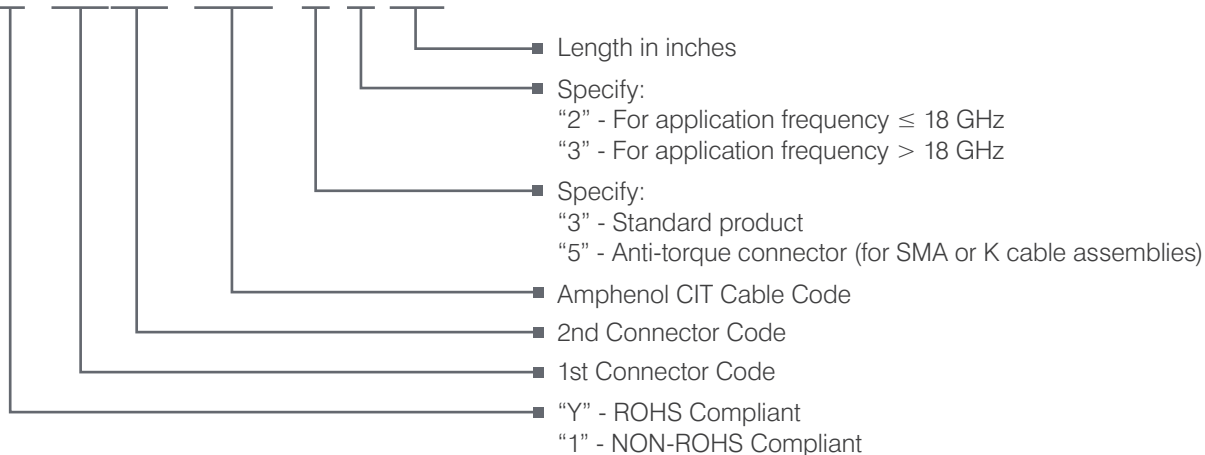 Length in inches
Specify:
“2” - For application frequency ≤ 18 GHz
“3” - For application frequency > 18 GHz
Specify:
“3” - Standard product
“5” - Anti-torque connector (for SMA or K cable assemblies)
Amphenol CIT Cable Code
2nd Connector Code
1st Connector Code
“Y” - ROHS Compliant
“1” - NON-ROHS Compliant